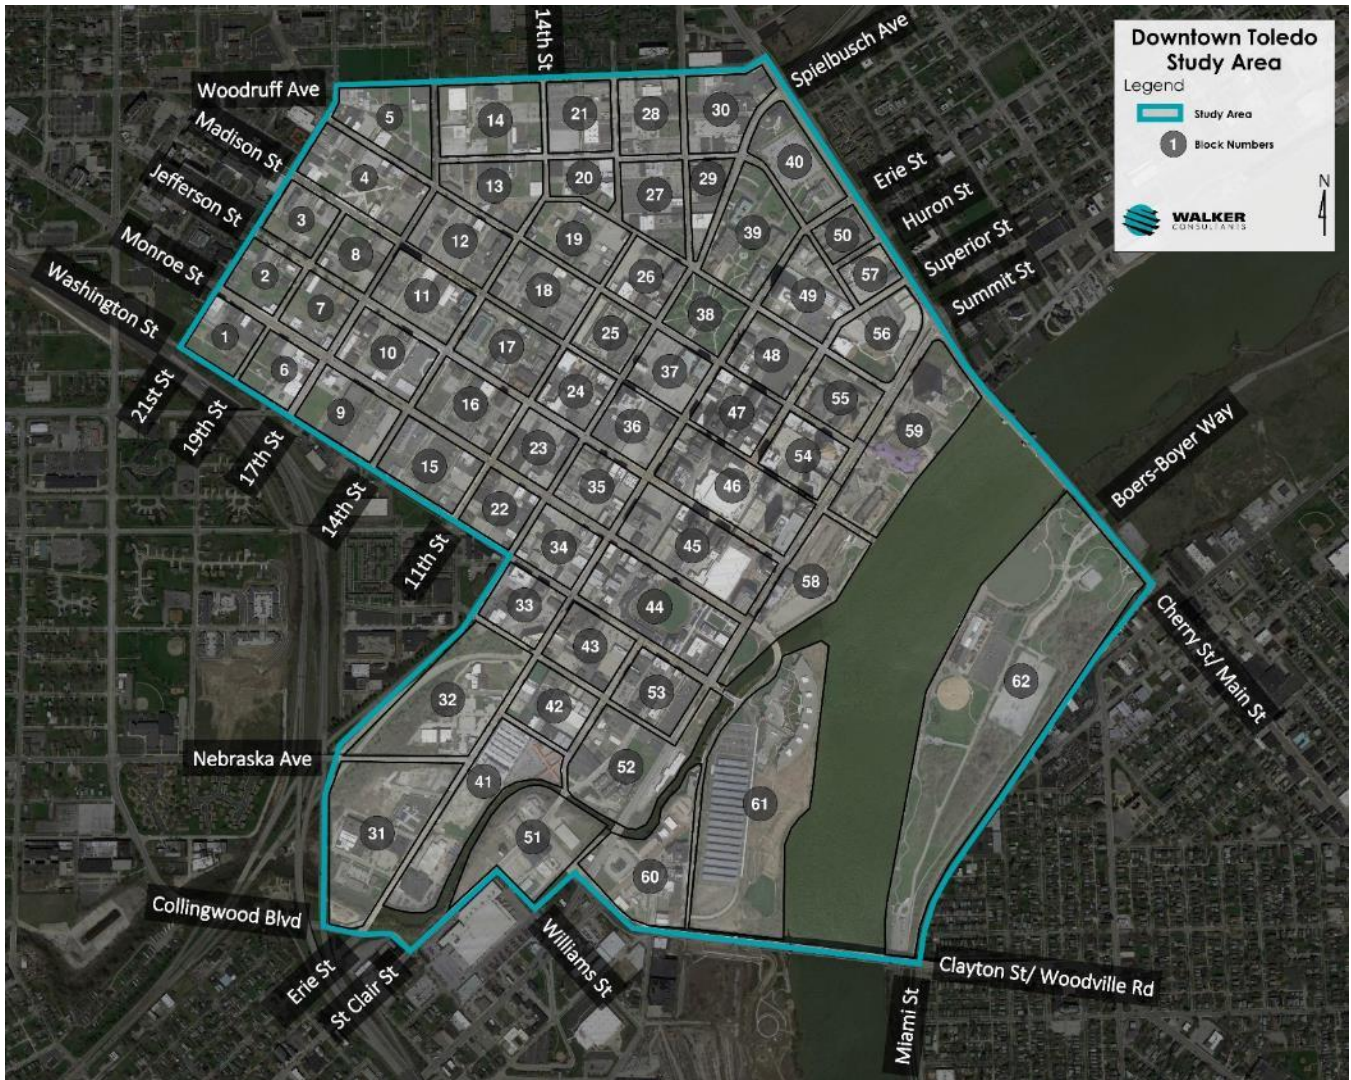 Downtown Toledo
Study Area
Legend
Study Area
1 Block Numbers
WALKER
CONSULTANTS
N
14th St
Spielbusch Ave
Woodruff Ave
Madison St
Jefferson St
Monroe St
Washington St
Erie St
Huron St
Superior St
Summit St
21st St
19th St
17th St
14th St
11th St
Boers-Boyer Way
Cherry St/ Main St
Nebraska Ave
Collingwood Blvd
Erie St
St Clair St
Williams St
Clayton St/ Woodville Rd
Miami St
5
14
21
28
30
4
13
20
27
29
40
3
8
12
19
39
50
2
7
11
18
26
38
49
57
1
6
10
17
25
37
48
56
9
16
24
36
47
55
59
15
23
35
46
54
22
34
45
58
33
44
43
32
42
53
62
41
52
31
51
61
60